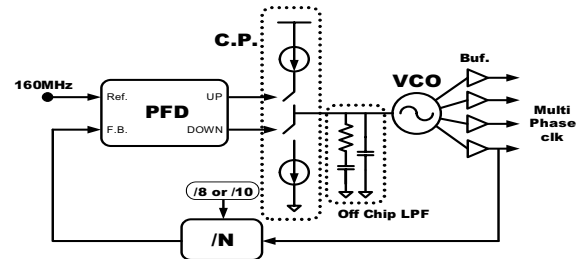 C.P.
160MHz
Ref.
UP
PFD
F.B.
DOWN
VCO
Buf.
Multi
Phase
clk
Off Chip LPF
/8 or /10
/N